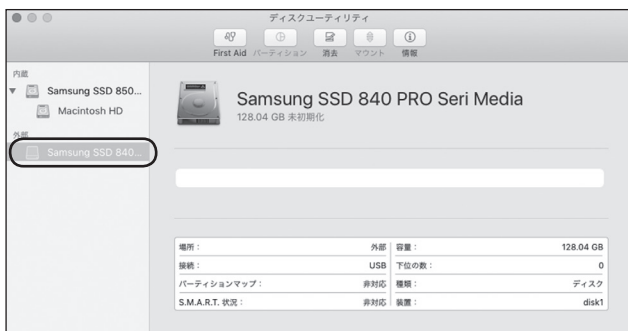 ディスクユーティリティ
First Aid パーティション 消去 マウント 情報
内蔵
Samsung SSD 850...
Macintosh HD
外部
Samsung SSD 840...
Samsung SSD 840 PRO Seri Media
128.04 GB 未初期化
場所： 外部 容量： 128.04 GB
接続： USB 下位の数： 0
パーティションマップ： 非対応 種類： ディスク
S.M.A.R.T. 状況： 非対応 装置： disk1